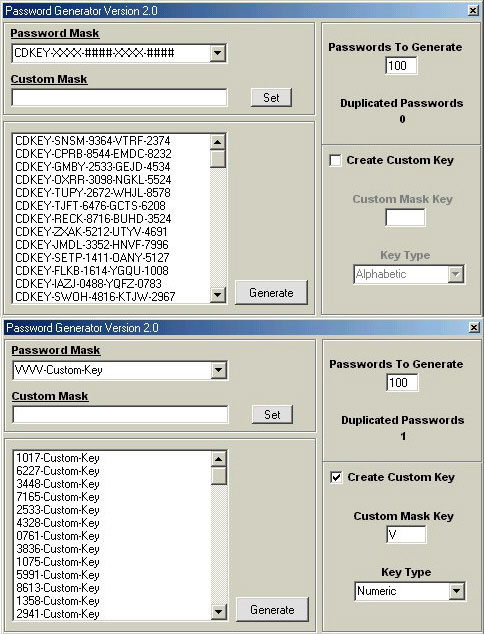 Password Generator Version 2.0
Password Mask
CDKEY-XXXX-####-XXXX-####
Custom Mask
Set
CDKEY-SNSM-9364-VTRF-2374
CDKEY-CPRB-8544-EMDC-8232
CDKEY-GMBY-2533-GEJD-4534
CDKEY-OXRR-3098-NGKL-5524
CDKEY-TUPY-2672-WHJL-8578
CDKEY-TJFT-6476-GCTS-6208
CDKEY-RECK-8716-BUHD-3524
CDKEY-ZXAK-5212-UTYV-4691
CDKEY-JMDL-3352-HNVF-7996
CDKEY-SETP-1411-OANY-5127
CDKEY-FLKB-1614-YGQU-1008
CDKEY-IAZJ-0488-YQFZ-0783
CDKEY-SWOH-4816-KTJW-2967
Generate
Passwords To Generate
100
Duplicated Passwords
0
Create Custom Key
Custom Mask Key
Key Type
Alphabetic
Password Generator Version 2.0
Password Mask
VVVV-Custom-Key
Custom Mask
Set
1017-Custom-Key
6227-Custom-Key
3448-Custom-Key
7165-Custom-Key
2533-Custom-Key
4328-Custom-Key
0761-Custom-Key
3836-Custom-Key
1075-Custom-Key
5991-Custom-Key
8613-Custom-Key
1358-Custom-Key
2941-Custom-Key
Generate
Passwords To Generate
100
Duplicated Passwords
1
Create Custom Key
Custom Mask Key
V
Key Type
Numeric